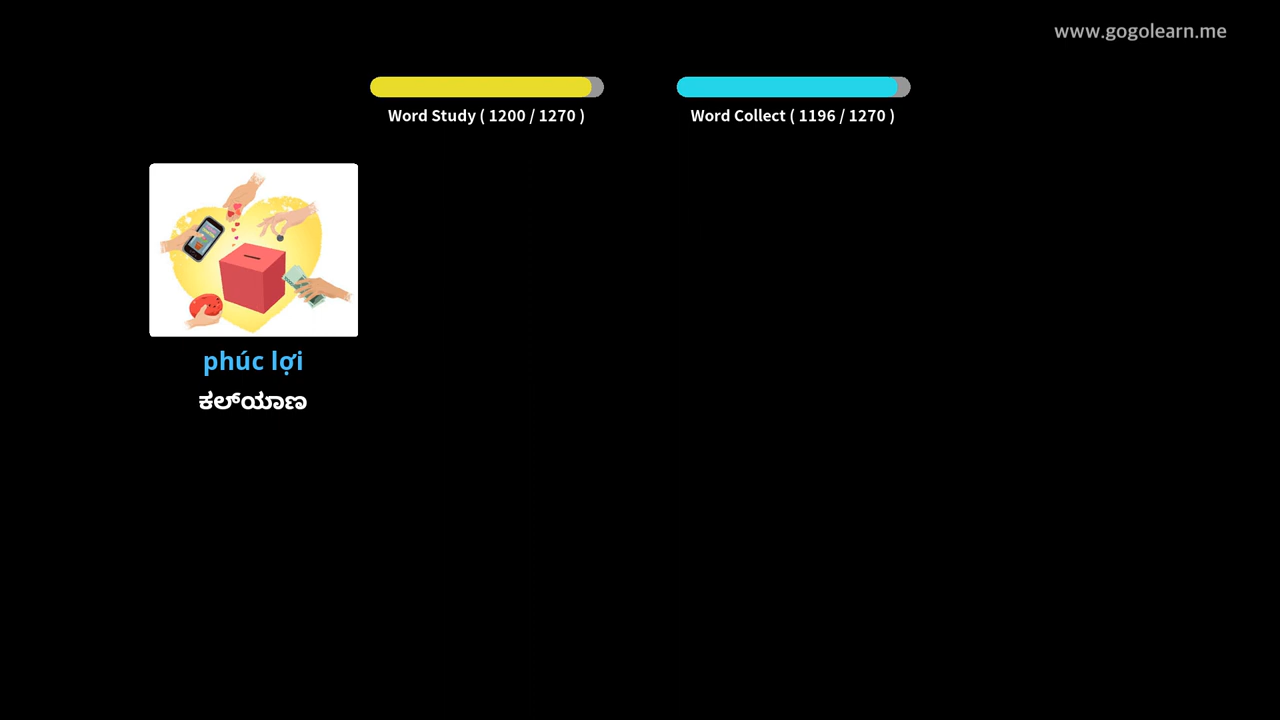 www.gogolearn.me
Word Study ( 1200 / 1270 )
Word Collect ( 1196 / 1270 )
phúc lợi
ಕಲ್‌ಯಾಣ